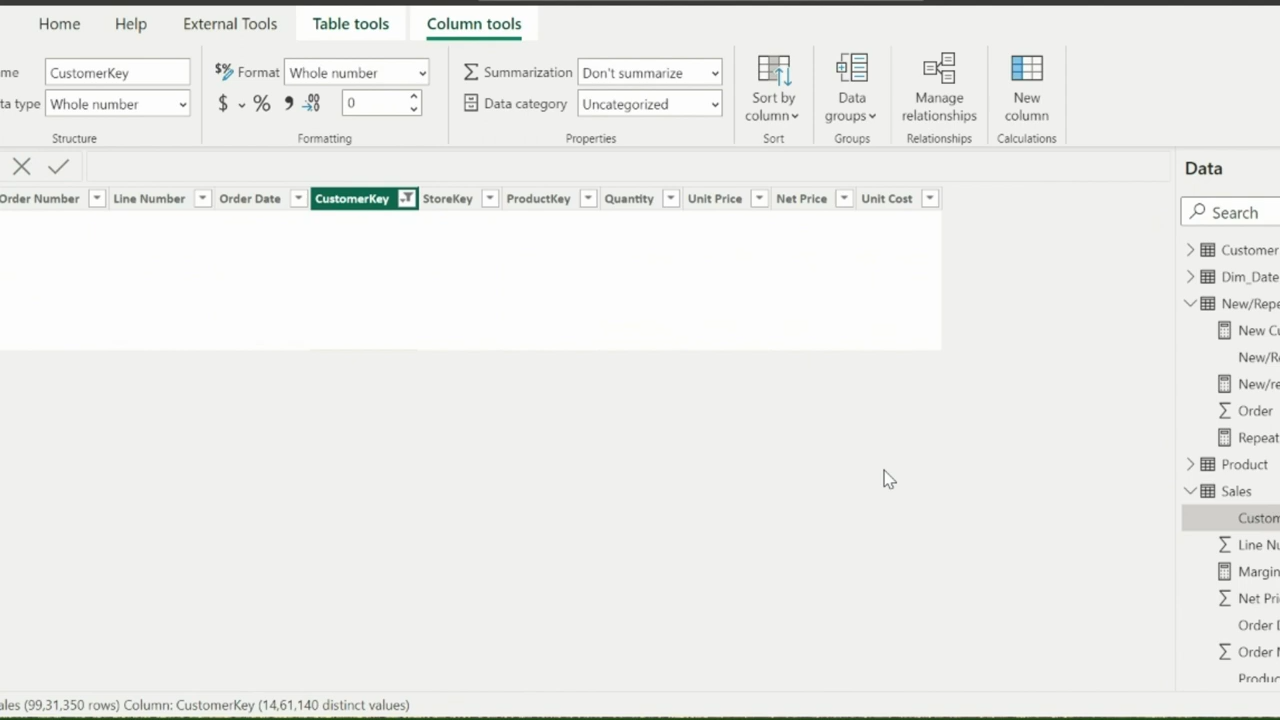 Home Help External Tools Table tools Column tools
me CustomerKey $% Format Whole number Summarization Don't summarize
ta type Whole number $ % 0 Data category Uncategorized
Sort by column Data groups Manage relationships New column
Structure Formatting Properties Sort Groups Relationships Calculations
Data
Order Number Line Number Order Date CustomerKey StoreKey ProductKey Quantity Unit Price Net Price Unit Cost
Search
Customer
Dim_Date
New/Repe
New Cu
New/Re
New/re
Order
Repeat
Product
Sales
Custom
Line Nu
Margin
Net Pri
Order D
Order N
Produc
ales (99,31,350 rows) Column: CustomerKey (14,61,140 distinct values)